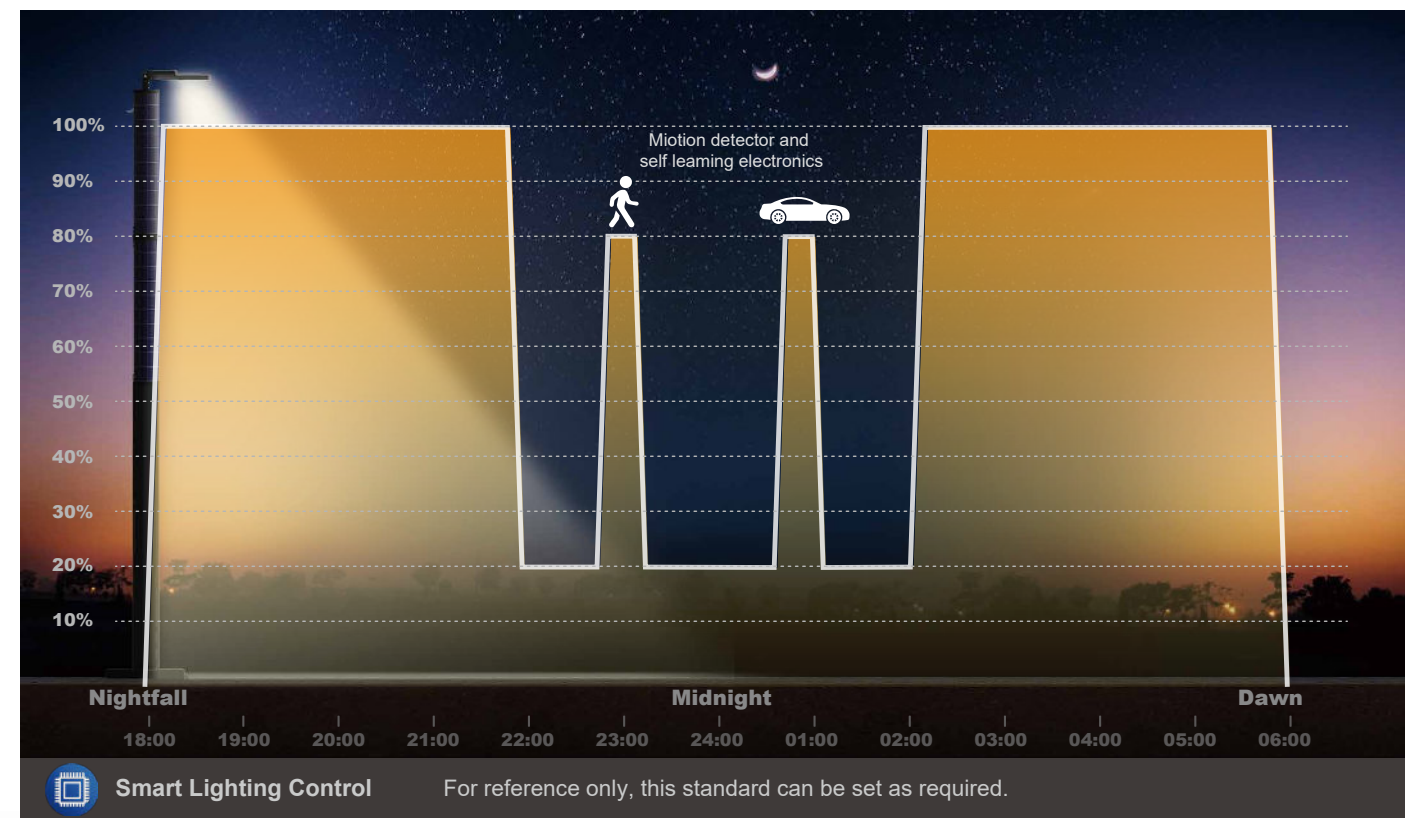 100%
Miotion detector and
self leaming electronics
90%
80%
70%
60%
50%
40%
30%
20%
10%
Nightfall Midnight Dawn
18:00 19:00 20:00 21:00 22:00 23:00 24:00 01:00 02:00 03:00 04:00 05:00 06:00
Smart Lighting Control For reference only, this standard can be set as required.